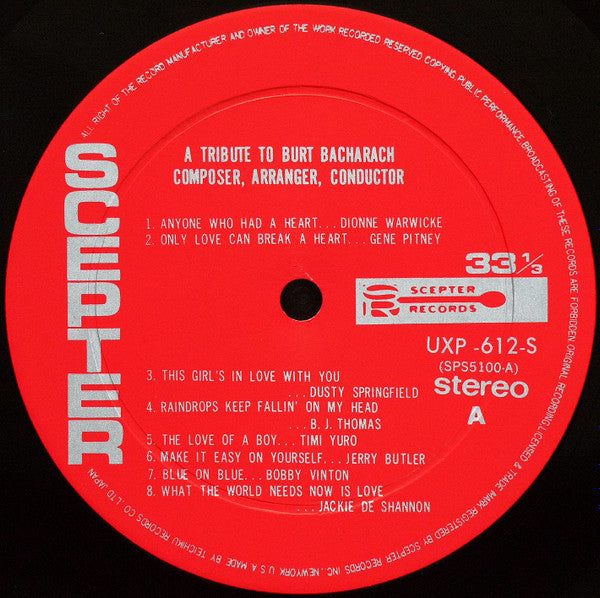 ALL RIGHT OF THE RECORD MANUFACTURER AND OWNER OF THE WORK RECORDED RESERVED COPYING, PUBLIC PERFORMANCE, BROADCASTING OF THESE RECORDS ARE FORBIDDEN. ORIGINAL RECORDING, LICENSED & TRADE MARK REGISTERED BY SCEPTER RECORDS INC. NEWYORK U S A MADE BY TEICHIKU RECORDS CO.,LTD JAPAN
SCEPTER
A TRIBUTE TO BURT BACHARACH
COMPOSER, ARRANGER, CONDUCTOR
1. ANYONE WHO HAD A HEART... DIONNE WARWICKE
2. ONLY LOVE CAN BREAK A HEART... GENE PITNEY
33 1/3
SR SCEPTER
RECORDS
UXP -612-S
(SPS5100-A)
stereo
A
3. THIS GIRL'S IN LOVE WITH YOU
...DUSTY SPRINGFIELD
4. RAINDROPS KEEP FALLIN' ON MY HEAD
...B. J. THOMAS
5. THE LOVE OF A BOY... TIMI YURO
6. MAKE IT EASY ON YOURSELF... JERRY BUTLER
7. BLUE ON BLUE... BOBBY VINTON
8. WHAT THE WORLD NEEDS NOW IS LOVE
...JACKIE DE SHANNON